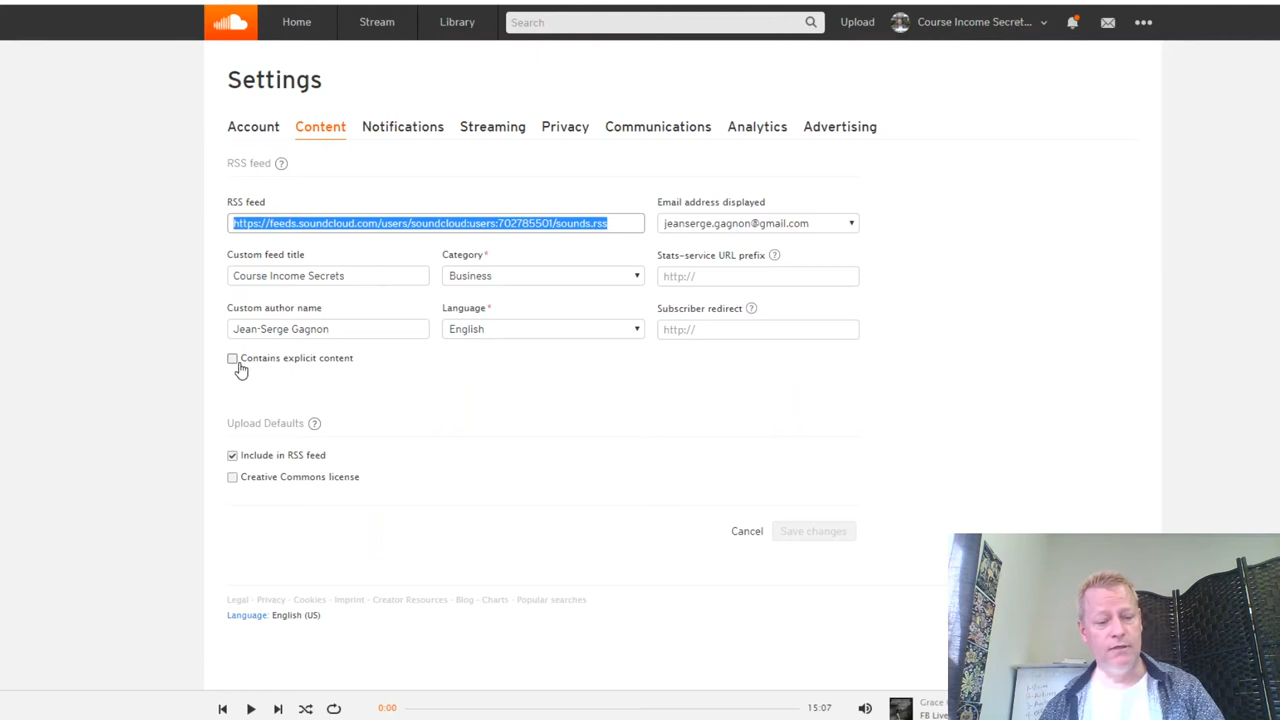 Home
Stream
Library
Search
Upload
Course Income Secret...
Settings
Account
Content
Notifications
Streaming
Privacy
Communications
Analytics
Advertising
RSS feed ?
RSS feed
Email address displayed
https://feeds.soundcloud.com/users/soundcloud:users:702785501/sounds.rss
jeanserge.gagnon@gmail.com
Custom feed title
Category*
Stats-service URL prefix ?
Course Income Secrets
Business
http://
Custom author name
Language*
Subscriber redirect ?
Jean-Serge Gagnon
English
http://
Contains explicit content
Upload Defaults ?
Include in RSS feed
Creative Commons license
Cancel
Save changes
Legal - Privacy - Cookies - Imprint - Creator Resources - Blog - Charts - Popular searches
Language: English (US)
0:00
15:07
Grace
FB Live